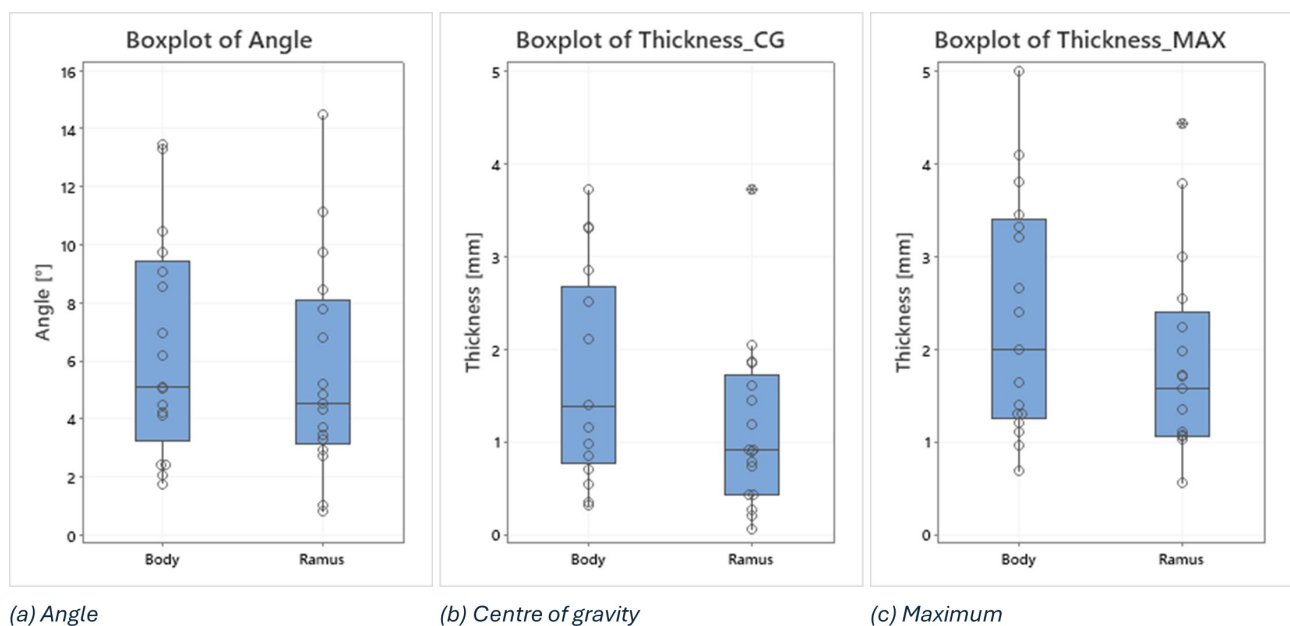 Boxplot of Angle
16
14
12
10
8
6
4
2
0
Angle [°]
Body Ramus
(a) Angle
Boxplot of Thickness_CG
5
4
3
2
1
0
Thickness [mm]
Body Ramus
(b) Centre of gravity
Boxplot of Thickness_MAX
5
4
3
2
1
0
Thickness [mm]
Body Ramus
(c) Maximum